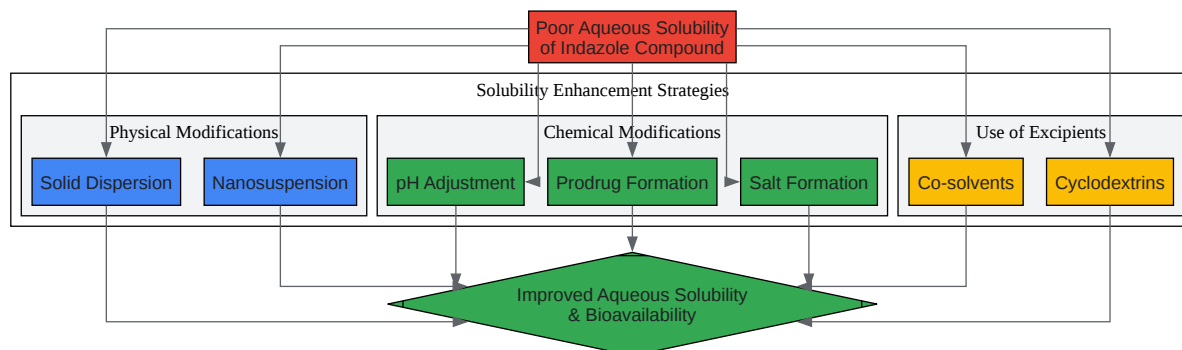 Poor Aqueous Solubility
of Indazole Compound
Solubility Enhancement Strategies
Physical Modifications
Chemical Modifications
Use of Excipients
Solid Dispersion
Nanosuspension
pH Adjustment
Prodrug Formation
Salt Formation
Co-solvents
Cyclodextrins
Improved Aqueous Solubility
& Bioavailability